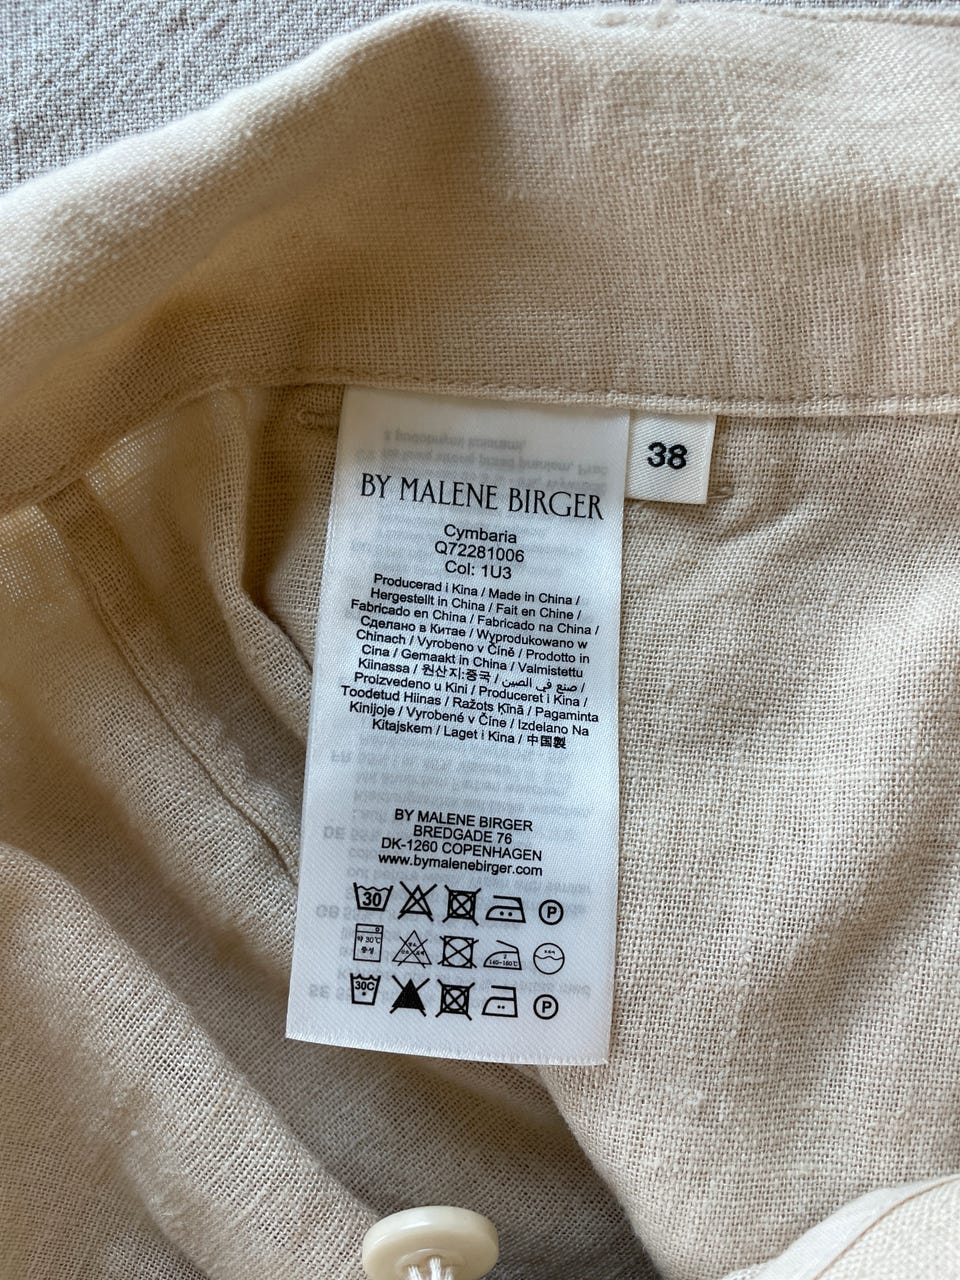 38
BY MALENE BIRGER
Cymbaria
Q72281006
Col: 1U3
Producerad i Kina / Made in China /
Hergestellt in China / Fait en Chine /
Fabricado en China / Fabricado na China /
Сделано в Китае / Wyprodukowano w
Chinach / Vyrobeno v Číně / Prodotto in
Cina / Gemaakt in China / Valmistettu
Kiinassa / 원산지:중국 / صنع في الصين /
Proizvedeno u Kini / Produceret i Kina /
Toodetud Hiinas / Ražots Ķīnā / Pagaminta
Kinijoje / Vyrobené v Číne / Izdelano Na
Kitajskem / Laget i Kina / 中国製
BY MALENE BIRGER
BREDGADE 76
DK-1260 COPENHAGEN
www.bymalenebirger.com
30 P
약 30℃ 중성
30C P